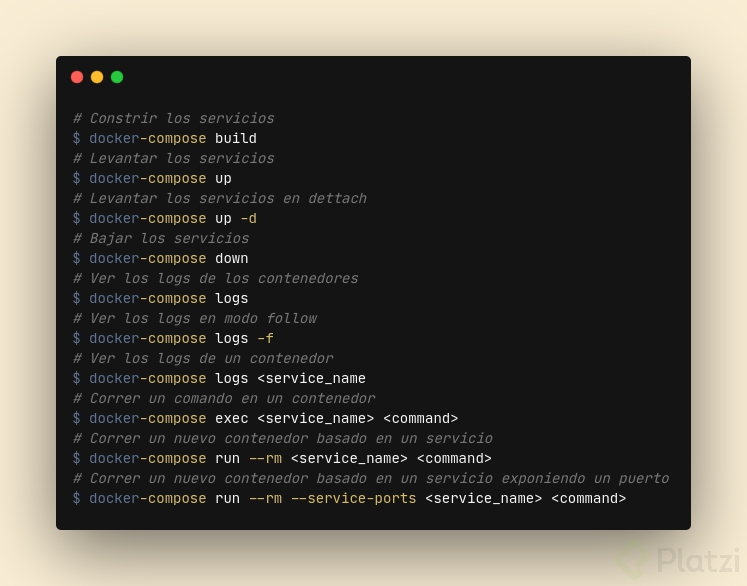 # Constrir los servicios
$ docker-compose build
# Levantar los servicios
$ docker-compose up
# Levantar los servicios en dettach
$ docker-compose up -d
# Bajar los servicios
$ docker-compose down
# Ver los logs de los contenedores
$ docker-compose logs
# Ver los logs en modo follow
$ docker-compose logs -f
# Ver los logs de un contenedor
$ docker-compose logs <service_name
# Correr un comando en un contenedor
$ docker-compose exec <service_name> <command>
# Correr un nuevo contenedor basado en un servicio
$ docker-compose run --rm <service_name> <command>
# Correr un nuevo contenedor basado en un servicio exponiendo un puerto
$ docker-compose run --rm --service-ports <service_name> <command>
Platzi